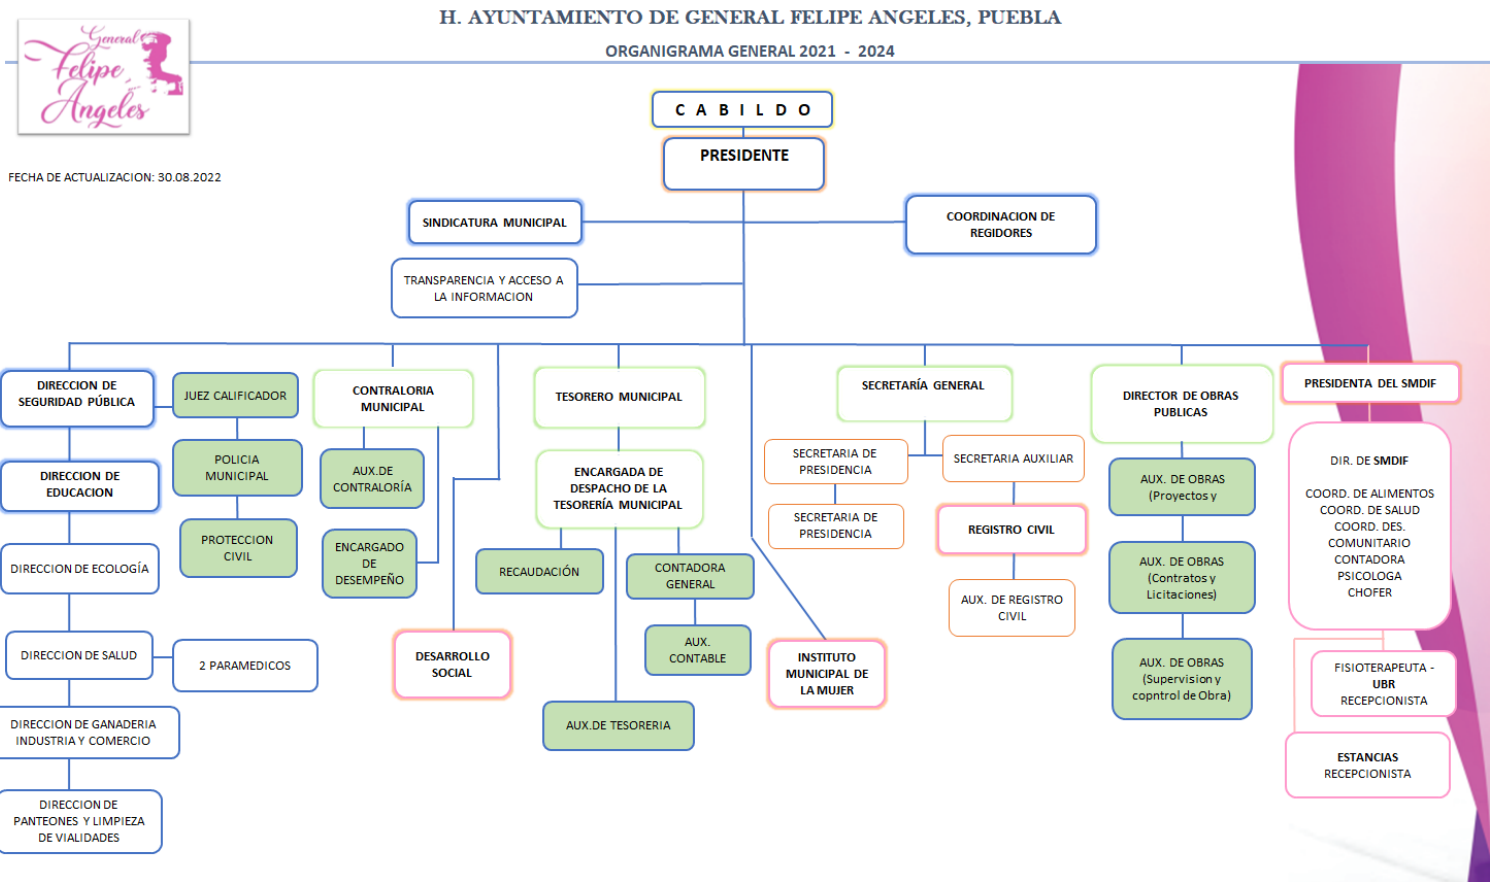 H. AYUNTAMIENTO DE GENERAL FELIPE ANGELES, PUEBLA
ORGANIGRAMA GENERAL 2021 - 2024
General
Felipe
Angeles
FECHA DE ACTUALIZACION: 30.08.2022
C A B I L D O
PRESIDENTE
SINDICATURA MUNICIPAL
COORDINACION DE
REGIDORES
TRANSPARENCIA Y ACCESO A
LA INFORMACION
DIRECCION DE
SEGURIDAD PÚBLICA
JUEZ CALIFICADOR
POLICIA
MUNICIPAL
PROTECCION
CIVIL
DIRECCION DE
EDUCACION
DIRECCION DE ECOLOGÍA
DIRECCION DE SALUD
2 PARAMEDICOS
DIRECCION DE GANADERIA
INDUSTRIA Y COMERCIO
DIRECCION DE
PANTEONES Y LIMPIEZA
DE VIALIDADES
CONTRALORIA
MUNICIPAL
AUX.DE
CONTRALORÍA
ENCARGADO
DE
DESEMPEÑO
DESARROLLO
SOCIAL
TESORERO MUNICIPAL
ENCARGADA DE
DESPACHO DE LA
TESORERÍA MUNICIPAL
RECAUDACIÓN
CONTADORA
GENERAL
AUX.
CONTABLE
AUX.DE TESORERIA
INSTITUTO
MUNICIPAL DE
LA MUJER
SECRETARÍA GENERAL
SECRETARIA DE
PRESIDENCIA
SECRETARIA DE
PRESIDENCIA
SECRETARIA AUXILIAR
REGISTRO CIVIL
AUX. DE REGISTRO
CIVIL
DIRECTOR DE OBRAS
PUBLICAS
AUX. DE OBRAS
(Proyectos y
AUX. DE OBRAS
(Contratos y
Licitaciones)
AUX. DE OBRAS
(Supervision y
copntrol de Obra)
PRESIDENTA DEL SMDIF
DIR. DE SMDIF
COORD. DE ALIMENTOS
COORD. DE SALUD
COORD. DES.
COMUNITARIO
CONTADORA
PSICOLOGA
CHOFER
FISIOTERAPEUTA -
UBR
RECEPCIONISTA
ESTANCIAS
RECEPCIONISTA